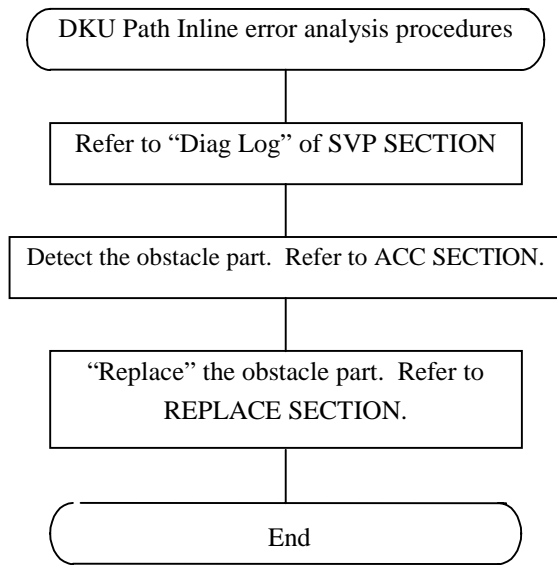 DKU Path Inline error analysis procedures
Refer to “Diag Log” of SVP SECTION
Detect the obstacle part.  Refer to ACC SECTION.
“Replace” the obstacle part.  Refer to
REPLACE SECTION.
End